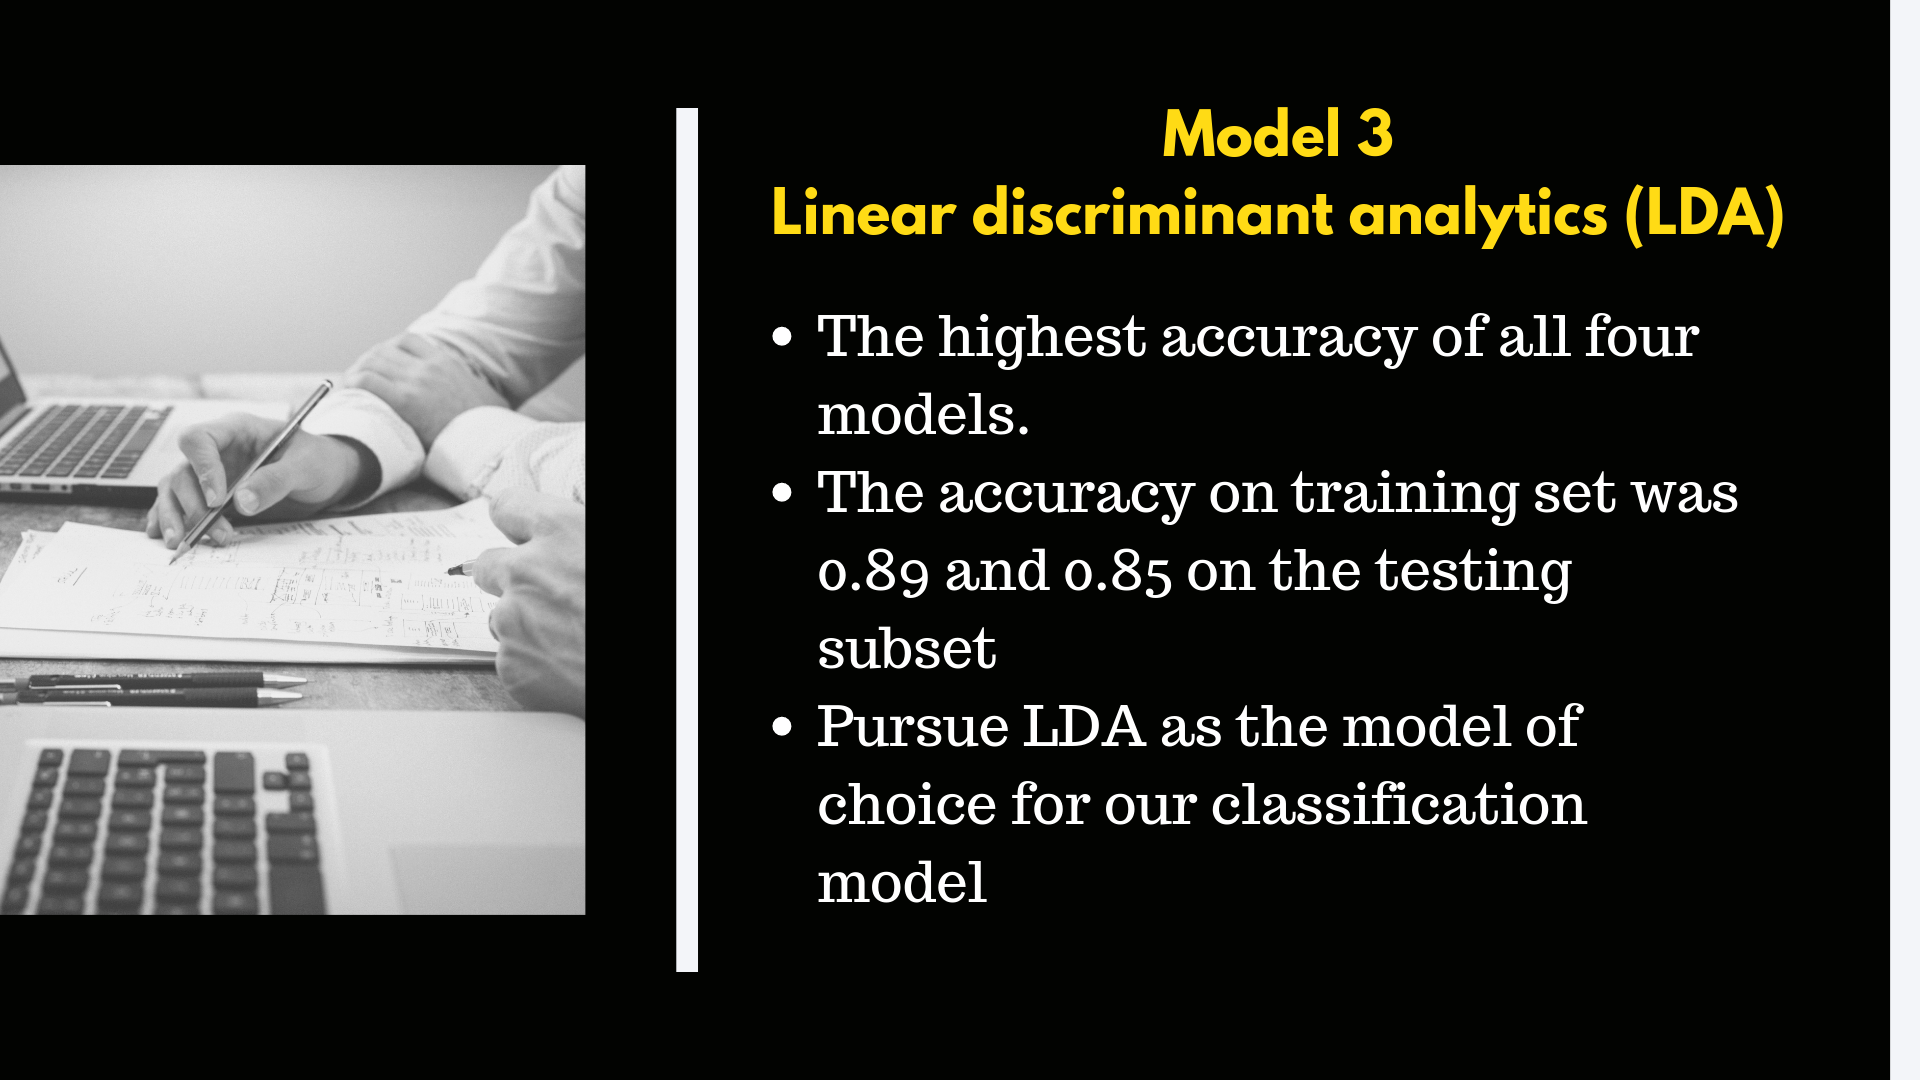 Model 3
Linear discriminant analytics (LDA)
• The highest accuracy of all four
models.
• The accuracy on training set was
0.89 and 0.85 on the testing
subset
• Pursue LDA as the model of
choice for our classification
model